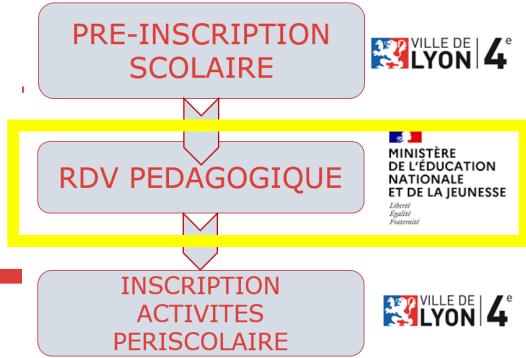 PRE-INSCRIPTION
SCOLAIRE
VILLE DE
LYON 4e
RDV PEDAGOGIQUE
MINISTÈRE
DE L'ÉDUCATION
NATIONALE
ET DE LA JEUNESSE
Liberté
Égalité
Fraternité
INSCRIPTION
ACTIVITES
PERISCOLAIRE
VILLE DE
LYON 4e